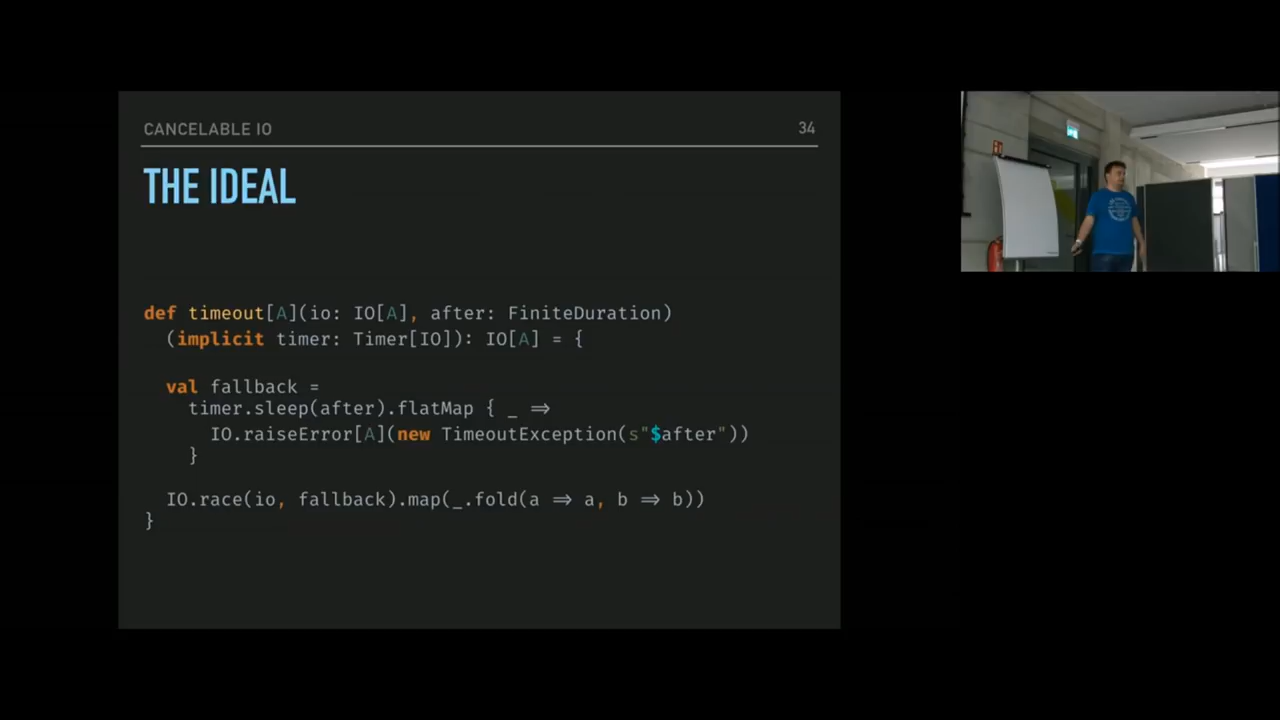 CANCELABLE IO
34
THE IDEAL
def timeout[A](io: IO[A], after: FiniteDuration)
(implicit timer: Timer[IO]): IO[A] = {
val fallback =
timer.sleep(after).flatMap { _ ⇒
IO.raiseError[A](new TimeoutException(s"$after"))
}
IO.race(io, fallback).map(_.fold(a ⇒ a, b ⇒ b))
}